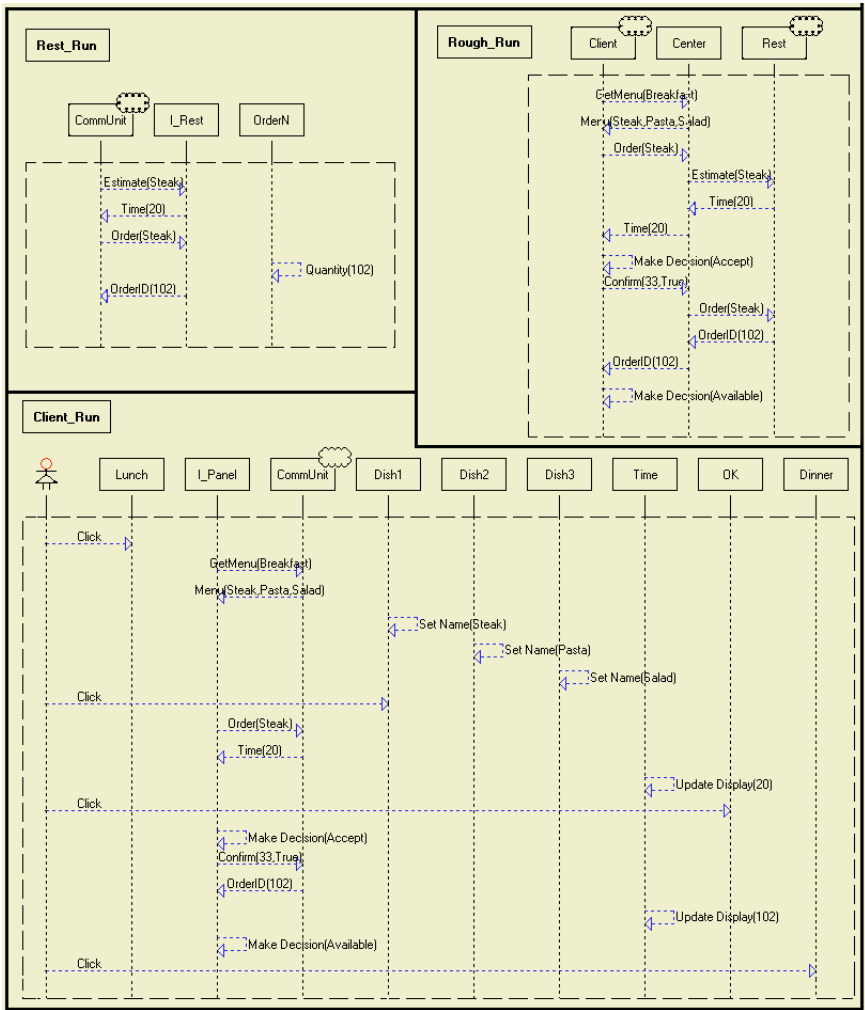 Rest_Run
CommUnit
I_Rest
OrderN
Estimate(Steak)
Time(20)
Order(Steak)
Quantity(102)
OrderID(102)
Rough_Run
Client
Center
Rest
GetMenu(Breakfast)
Menu(Steak,Pasta,Salad)
Order(Steak)
Estimate(Steak)
Time(20)
Time(20)
Make Decision(Accept)
Confirm(33,True)
Order(Steak)
OrderID(102)
OrderID(102)
Make Decision(Available)
Client_Run
Lunch
I_Panel
CommUnit
Dish1
Dish2
Dish3
Time
OK
Dinner
Click
GetMenu(Breakfast)
Menu(Steak,Pasta,Salad)
Set Name(Steak)
Set Name(Pasta)
Set Name(Salad)
Click
Order(Steak)
Time(20)
Update Display(20)
Click
Make Decision(Accept)
Confirm(33,True)
OrderID(102)
Update Display(102)
Make Decision(Available)
Click